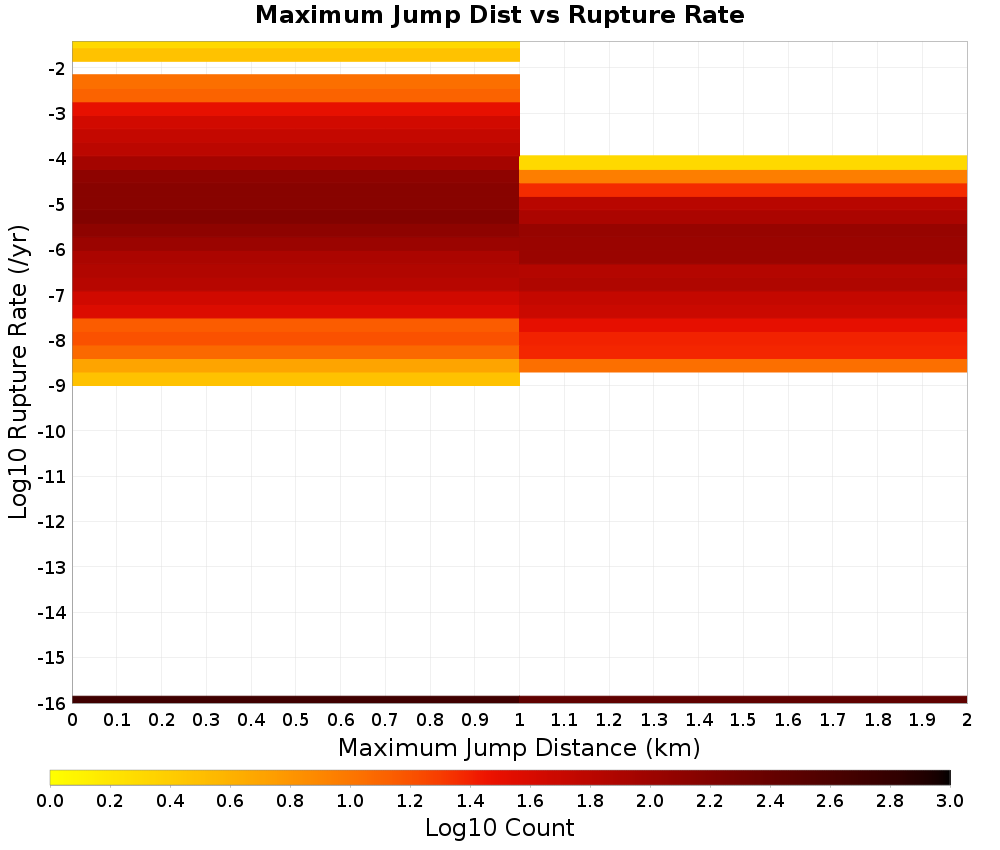 Maximum Jump Dist vs Rupture Rate
Log10 Rupture Rate (/yr)
-2
-3
-4
-5
-6
-7
-8
-9
-10
-11
-12
-13
-14
-15
-16
0 0.1 0.2 0.3 0.4 0.5 0.6 0.7 0.8 0.9 1 1.1 1.2 1.3 1.4 1.5 1.6 1.7 1.8 1.9 2
Maximum Jump Distance (km)
0.0 0.2 0.4 0.6 0.8 1.0 1.2 1.4 1.6 1.8 2.0 2.2 2.4 2.6 2.8 3.0
Log10 Count